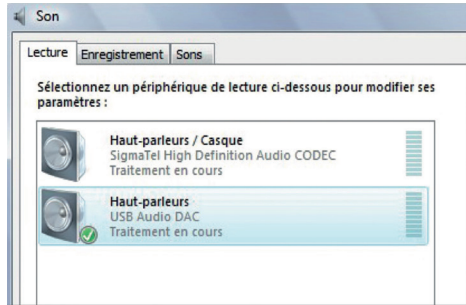 Son
Lecture Enregistrement Sons
Sélectionnez un périphérique de lecture ci-dessous pour modifier ses
paramètres :
Haut-parleurs / Casque
SigmaTel High Definition Audio CODEC
Traitement en cours
Haut-parleurs
USB Audio DAC
Traitement en cours